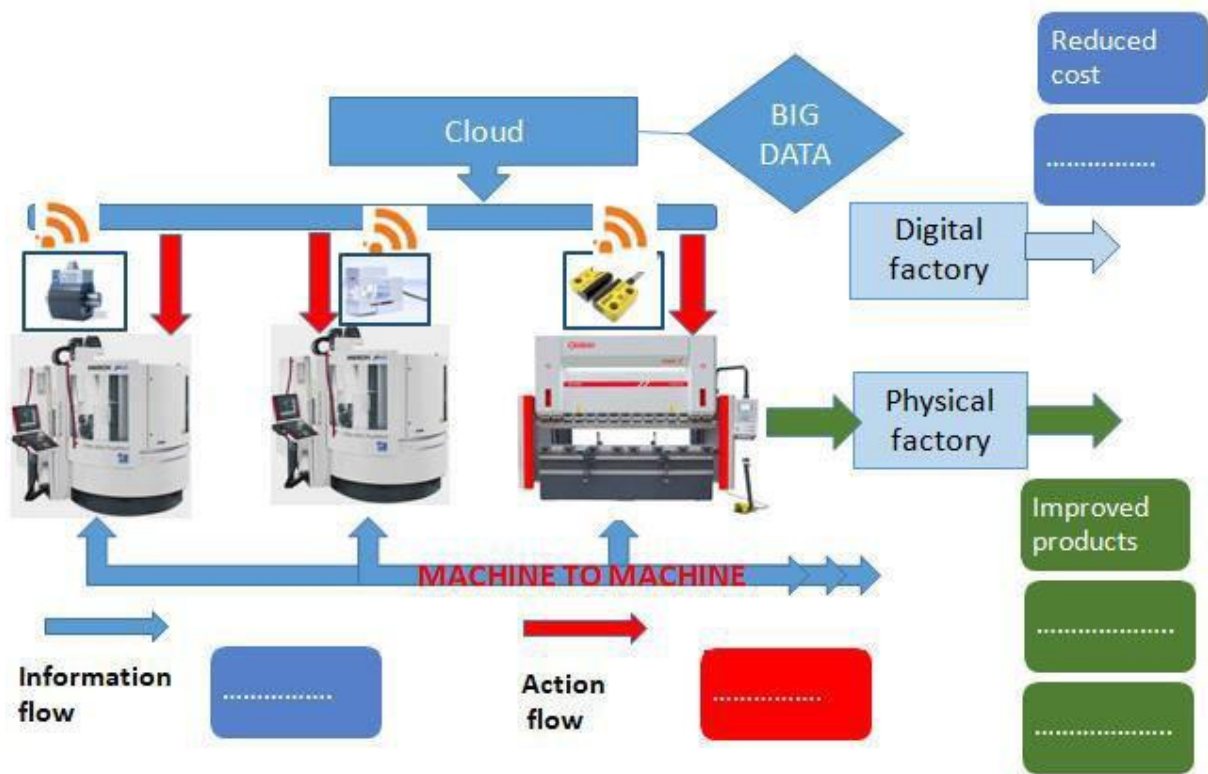 Reduced
cost
................
Cloud
BIG
DATA
Digital
factory
Physical
factory
Improved
products
....................
....................
MACHINE TO MACHINE
Information
flow
................
Action
flow
................